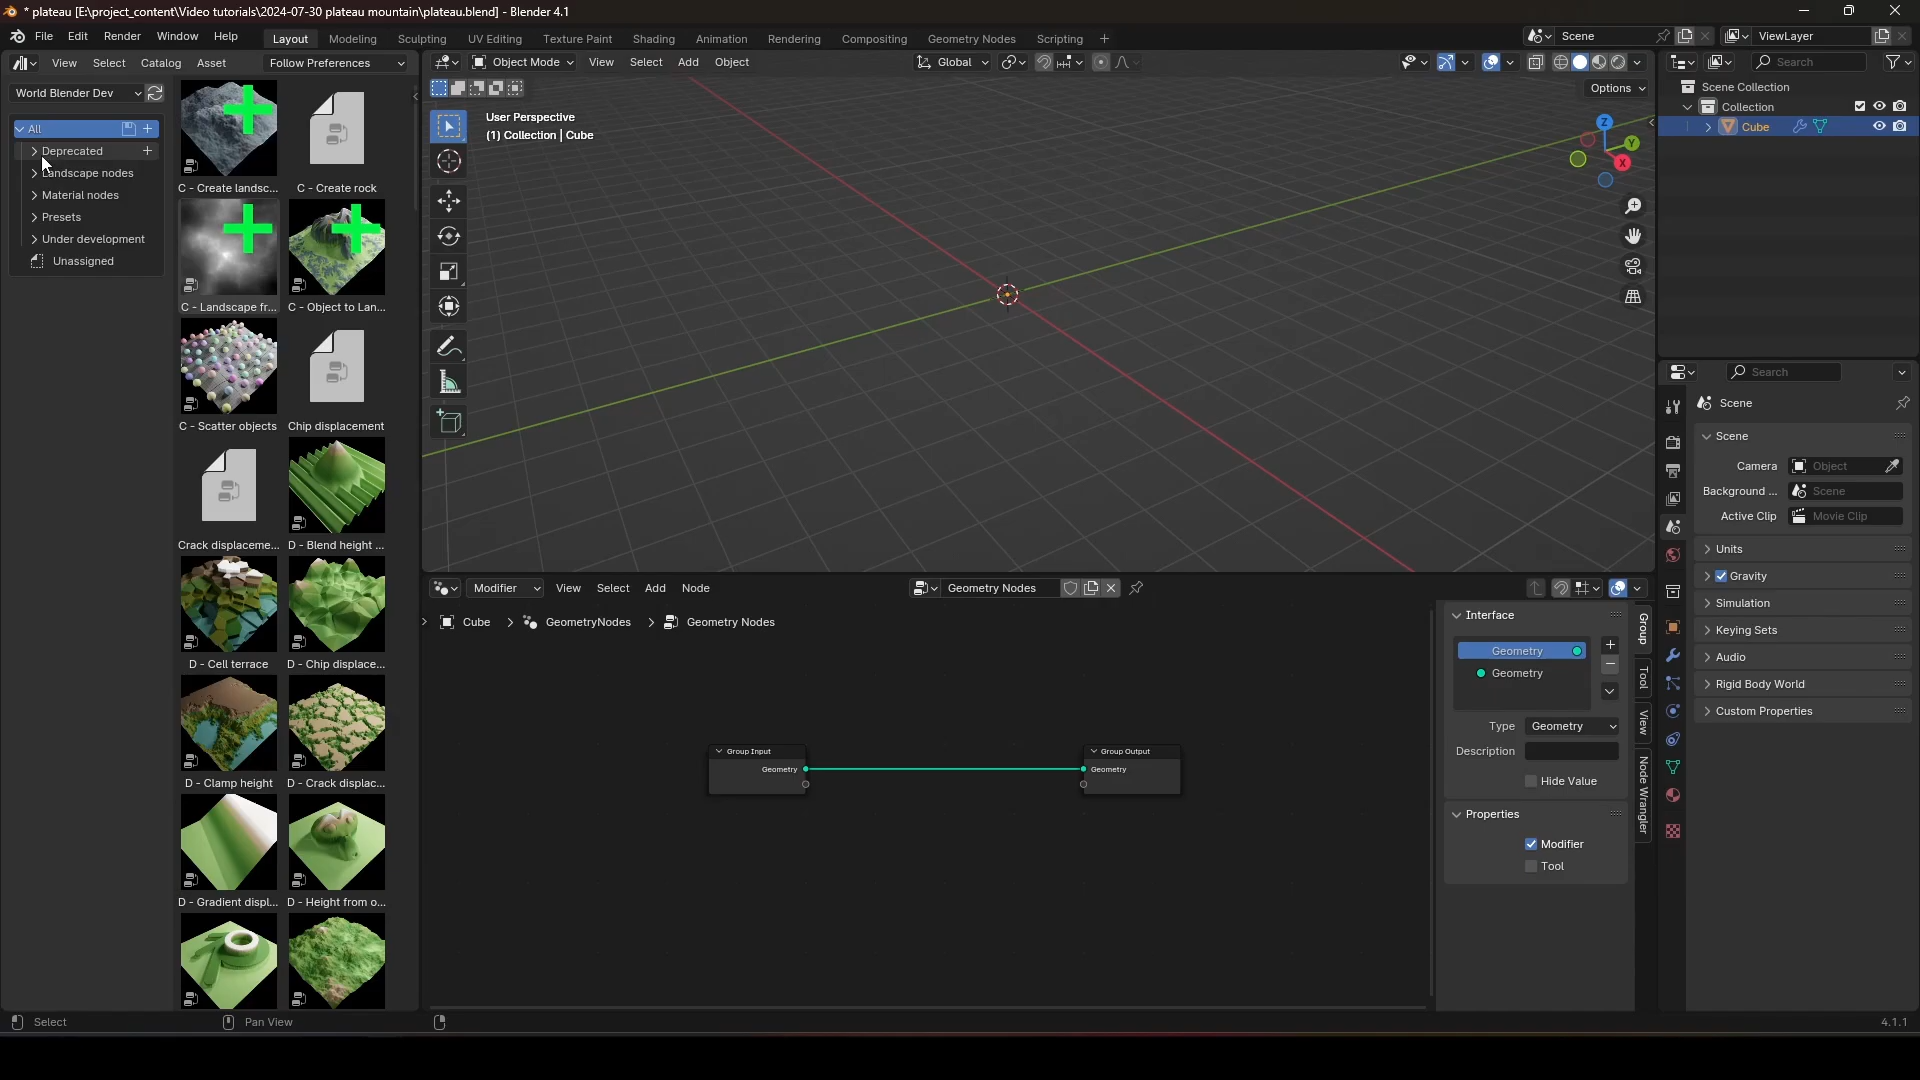 * plateau [E:\project_content\Video tutorials\2024-07-30 plateau mountain\plateau.blend] - Blender 4.1
File Edit Render Window Help Layout Modeling Sculpting UV Editing Texture Paint Shading Animation Rendering Compositing Geometry Nodes Scripting + Scene ViewLayer
View Select Catalog Asset Follow Preferences Object Mode View Select Add Object Global Search
World Blender Dev Options Scene Collection
User Perspective
(1) Collection | Cube
Collection
Cube
Z
Y
X
All
Deprecated
Landscape nodes
Material nodes
Presets
Under development
Unassigned
C - Create landsc... C - Create rock
C - Landscape fr... C - Object to Lan...
C - Scatter objects Chip displacement
Crack displaceme... D - Blend height ...
D - Cell terrace D - Chip displace...
D - Clamp height D - Crack displac...
D - Gradient displ... D - Height from o...
Modifier View Select Add Node Geometry Nodes
Cube GeometryNodes Geometry Nodes
Group Input
Geometry
Group Output
Geometry
Interface
Geometry
Geometry
Type Geometry
Description
Hide Value
Properties
Modifier
Tool
Group
Tool
View
Node Wrangler
Search
Scene
Scene
Camera Object
Background ... Scene
Active Clip Movie Clip
Units
Gravity
Simulation
Keying Sets
Audio
Rigid Body World
Custom Properties
Select Pan View 4.1.1